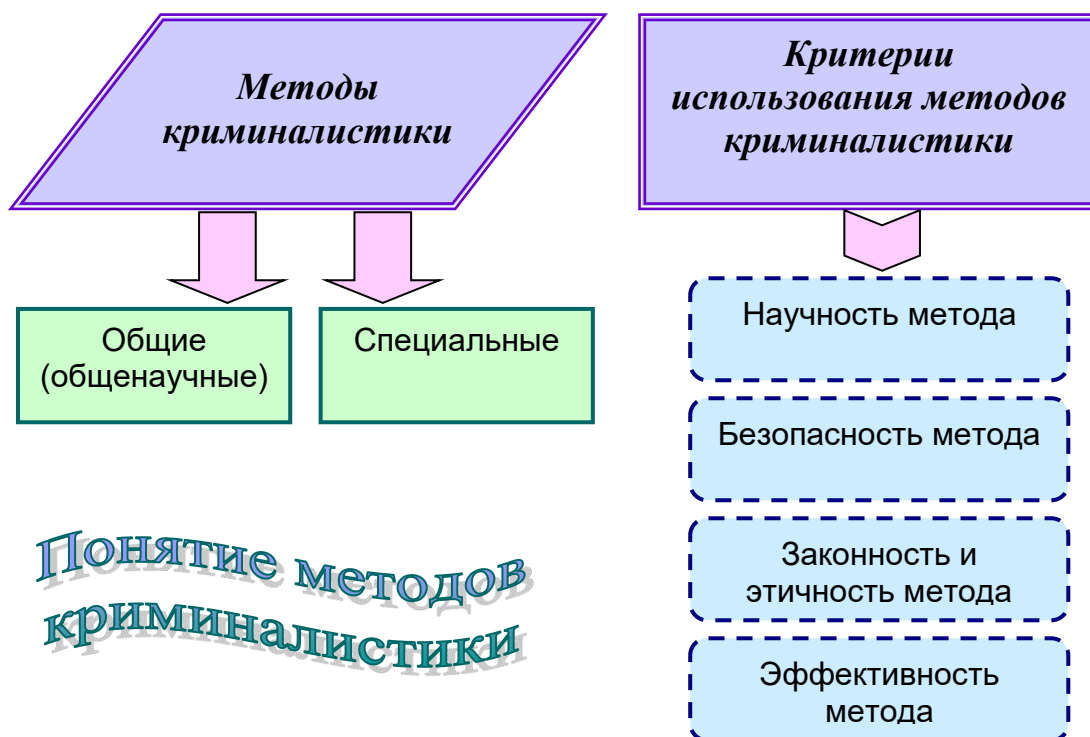 Методы
криминалистики
Критерии
использования методов
криминалистики
Общие
(общенаучные)
Специальные
Научность метода
Безопасность метода
Законность и
этичность метода
Эффективность
метода
Понятие методов
криминалистики